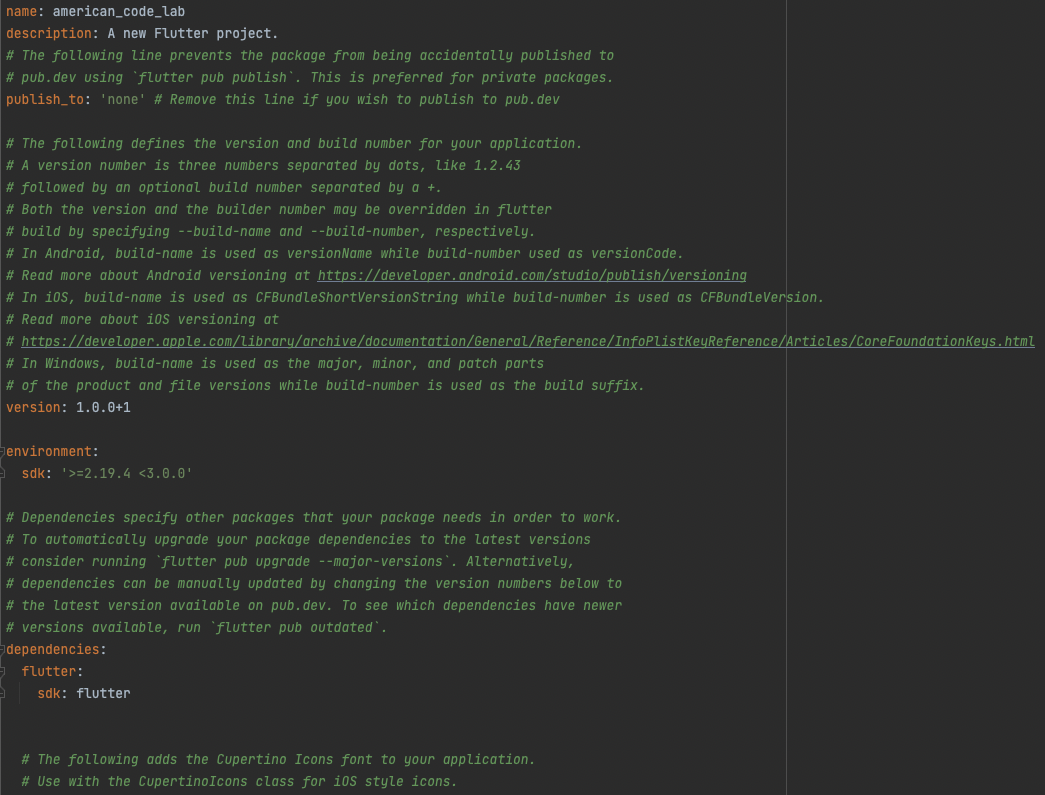 name: american_code_lab
description: A new Flutter project.
# The following line prevents the package from being accidentally published to
# pub.dev using `flutter pub publish`. This is preferred for private packages.
publish_to: 'none' # Remove this line if you wish to publish to pub.dev
# The following defines the version and build number for your application.
# A version number is three numbers separated by dots, like 1.2.43
# followed by an optional build number separated by a +.
# Both the version and the builder number may be overridden in flutter
# build by specifying --build-name and --build-number, respectively.
# In Android, build-name is used as versionName while build-number used as versionCode.
# Read more about Android versioning at https://developer.android.com/studio/publish/versioning
# In iOS, build-name is used as CFBundleShortVersionString while build-number is used as CFBundleVersion.
# Read more about iOS versioning at
# https://developer.apple.com/library/archive/documentation/General/Reference/InfoPlistKeyReference/Articles/CoreFoundationKeys.html
# In Windows, build-name is used as the major, minor, and patch parts
# of the product and file versions while build-number is used as the build suffix.
version: 1.0.0+1
environment:
  sdk: '>=2.19.4 <3.0.0'
# Dependencies specify other packages that your package needs in order to work.
# To automatically upgrade your package dependencies to the latest versions
# consider running `flutter pub upgrade --major-versions`. Alternatively,
# dependencies can be manually updated by changing the version numbers below to
# the latest version available on pub.dev. To see which dependencies have newer
# versions available, run `flutter pub outdated`.
dependencies:
  flutter:
    sdk: flutter
  # The following adds the Cupertino Icons font to your application.
  # Use with the CupertinoIcons class for iOS style icons.